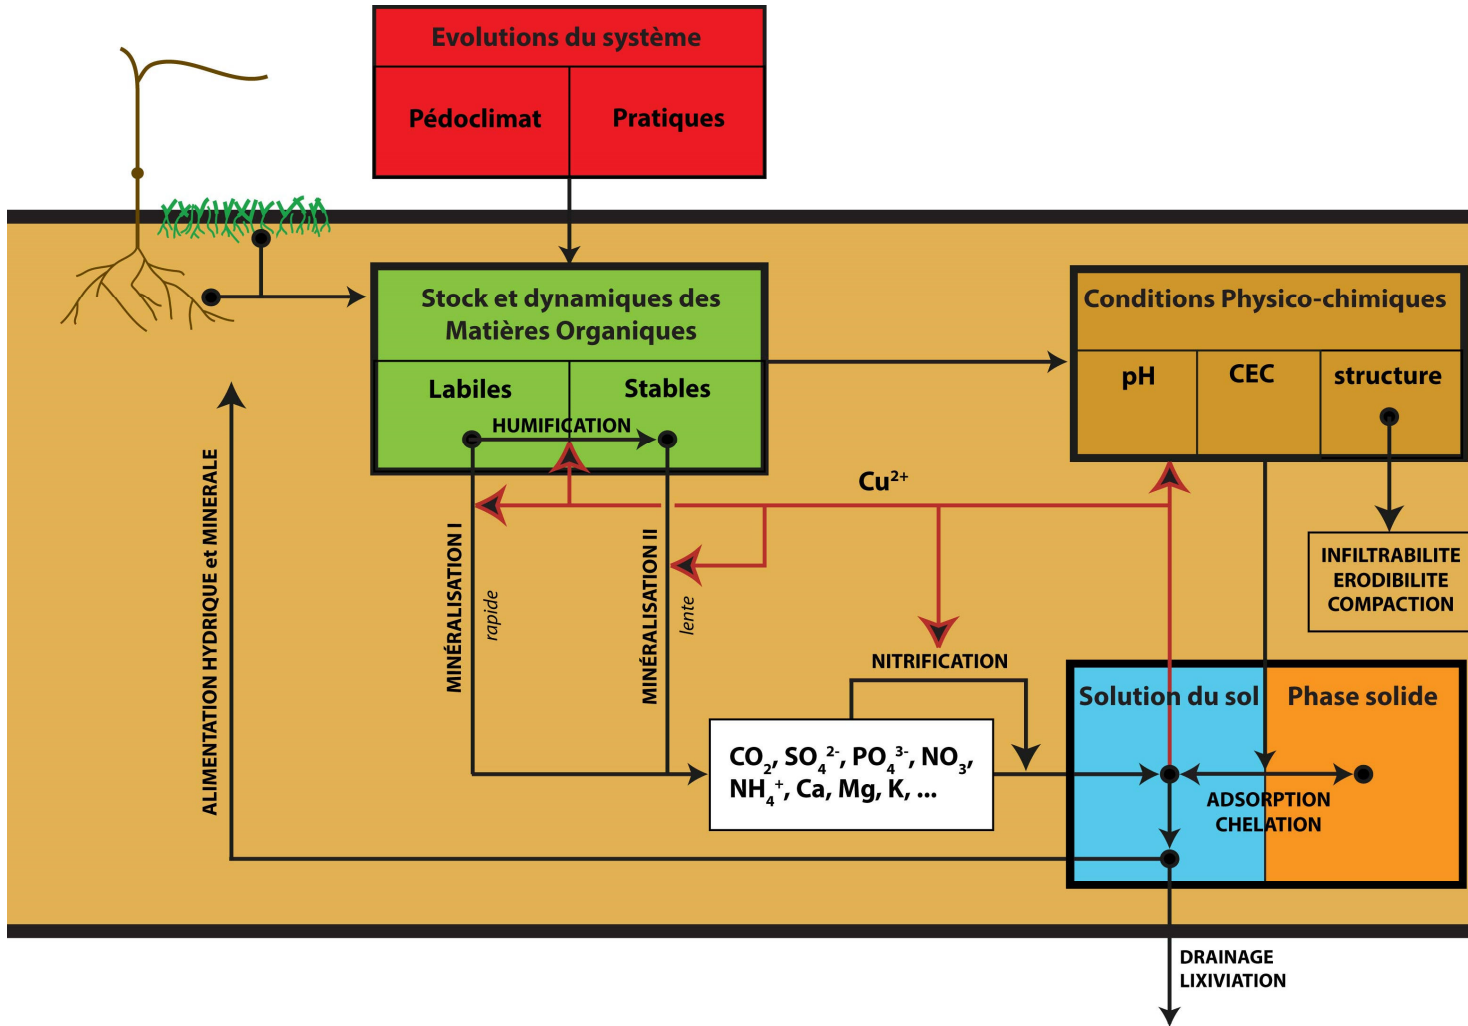 Evolutions du système
Pédoclimat
Pratiques
Stock et dynamiques des
Matières Organiques
Labiles
Stables
HUMIFICATION
Conditions Physico-chimiques
pH
CEC
structure
Cu²⁺
INFILTRABILITE
ERODIBILITE
COMPACTION
ALIMENTATION HYDRIQUE et MINERALE
MINÉRALISATION I
rapide
MINÉRALISATION II
lente
NITRIFICATION
CO₂, SO₄²⁻, PO₄³⁻, NO₃,
NH₄⁺, Ca, Mg, K, ...
Solution du sol
Phase solide
ADSORPTION
CHELATION
DRAINAGE
LIXIVIATION